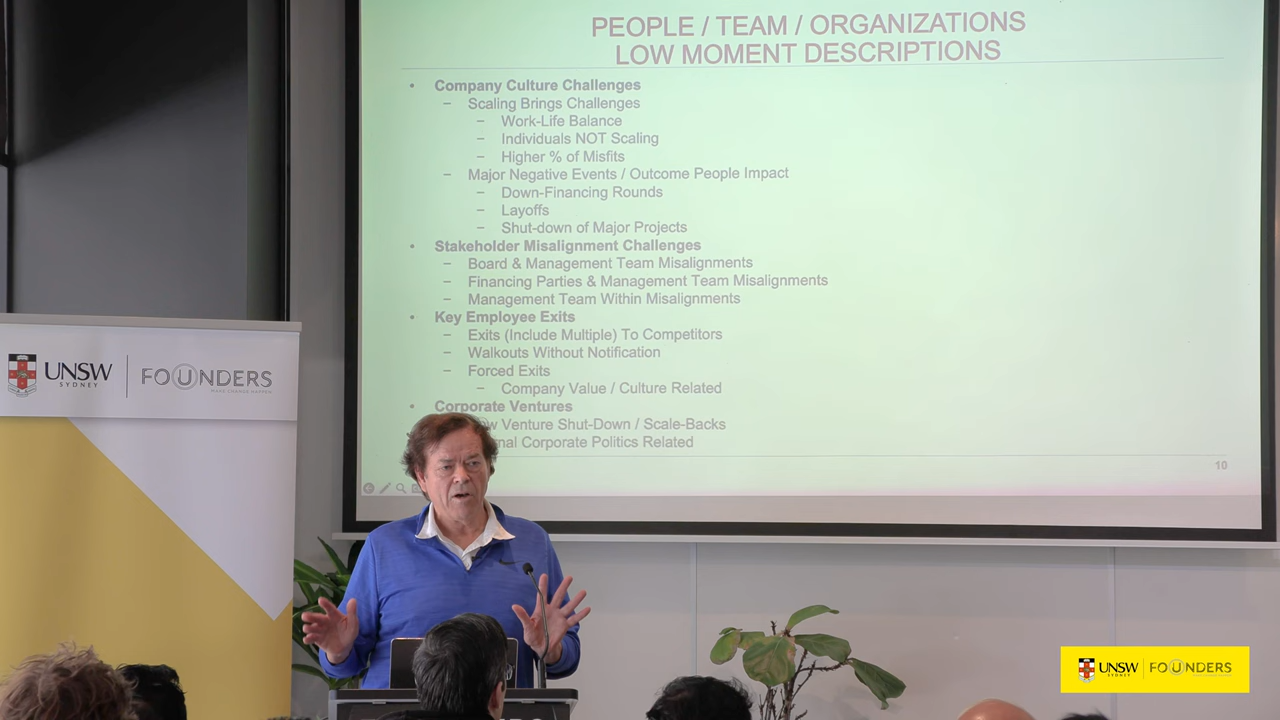 PEOPLE / TEAM / ORGANIZATIONS
LOW MOMENT DESCRIPTIONS
• Company Culture Challenges
– Scaling Brings Challenges
– Work-Life Balance
– Individuals NOT Scaling
– Higher % of Misfits
– Major Negative Events / Outcome People Impact
– Down-Financing Rounds
– Layoffs
– Shut-down of Major Projects
• Stakeholder Misalignment Challenges
– Board & Management Team Misalignments
– Financing Parties & Management Team Misalignments
– Management Team Within Misalignments
• Key Employee Exits
– Exits (Include Multiple) To Competitors
– Walkouts Without Notification
– Forced Exits
– Company Value / Culture Related
• Corporate Ventures
Venture Shut-Down / Scale-Backs
Corporate Politics Related
10
UNSW
SYDNEY
FOUNDERS
MAKE CHANGE HAPPEN
UNSW
SYDNEY
FOUNDERS